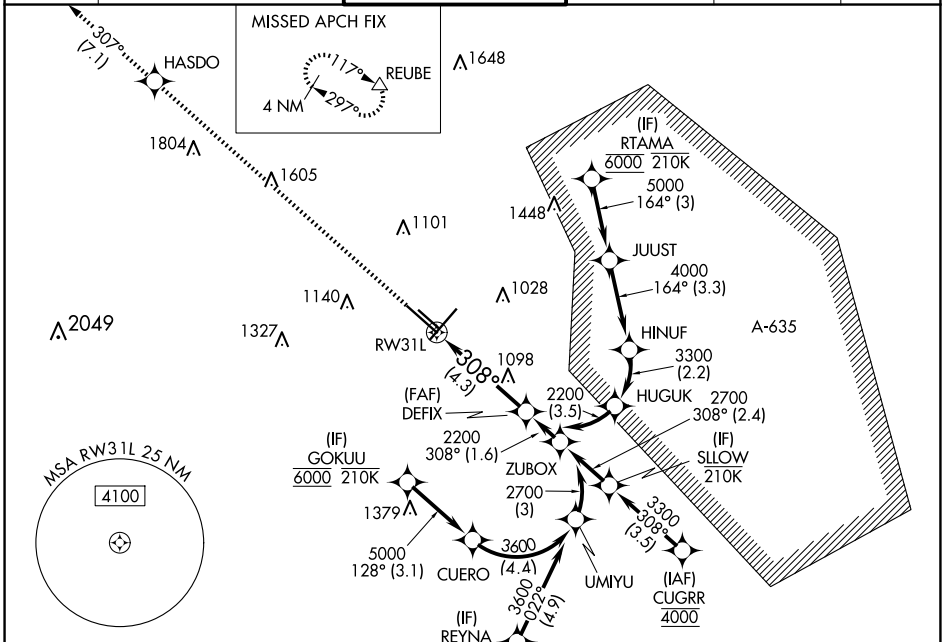 MISSED APCH FIX
117°
REUBE
4 NM
297°
307°
(7.1)
HASDO
1648
1804
1605
(IF)
RTAMA
6000 210K
5000
164° (3)
1448
1101
JUUST
4000
164° (3.3)
1140
1028
2049
1327
RW31L
HINUF
A-635
3300
(2.2)
308°
(4.3)
1098
(FAF)
DEFIX
2200
(3.5)
HUGUK
2700
308° (2.4)
2200
308° (1.6)
(IF)
SLLOW
210K
ZUBOX
(IF)
GOKUU
6000 210K
MSA RW31L 25 NM
4100
1379
2700
(3)
3300
308°
(3.5)
5000
128° (3.1)
CUERO
3600
(4.4)
UMIYU
(IAF)
CUGRR
4000
3600
022°
(4.9)
(IF)
REYNA